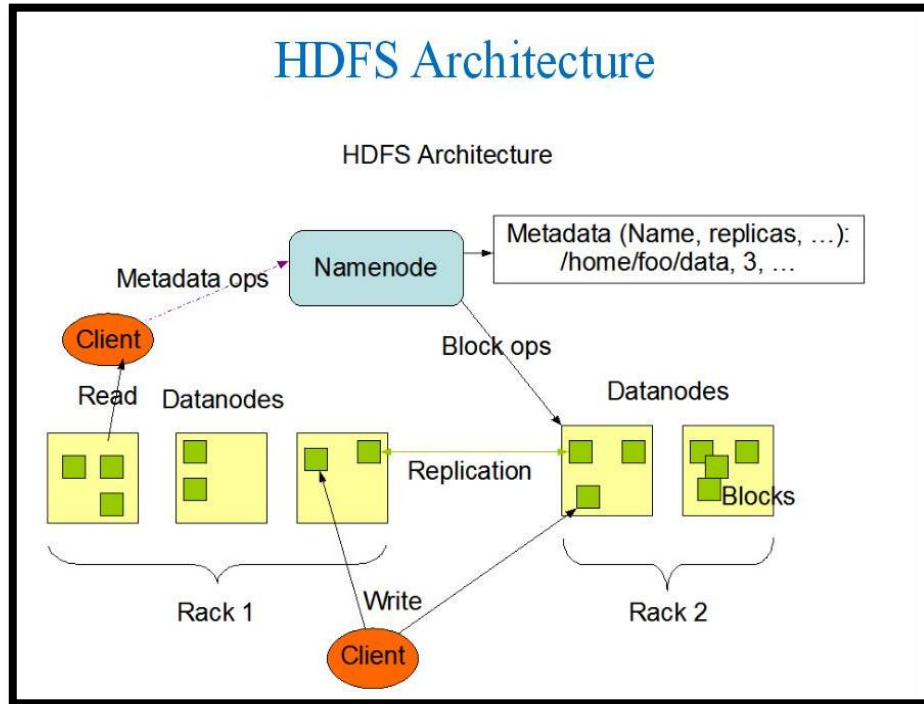 HDFS Architecture
HDFS Architecture
Metadata (Name, replicas, …):
/home/foo/data, 3, …
Namenode
Metadata ops
Client
Block ops
Read
Datanodes
Datanodes
Replication
Blocks
Rack 1
Write
Rack 2
Client